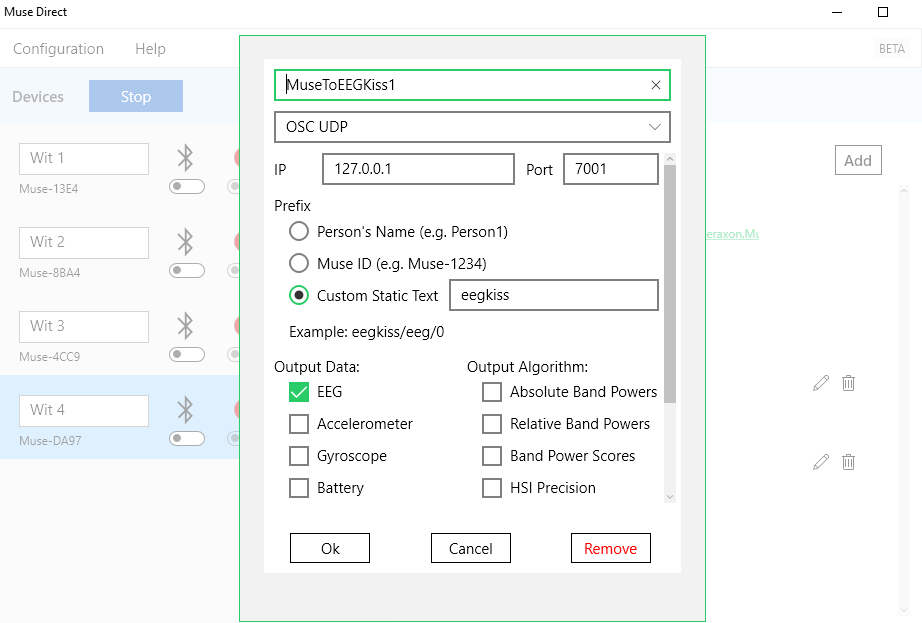 Muse Direct
Configuration Help BETA
Devices Stop
MuseToEEGKiss1
OSC UDP
IP 127.0.0.1 Port 7001
Prefix
Person's Name (e.g. Person1)
Muse ID (e.g. Muse-1234)
Custom Static Text eegkiss
Example: eegkiss/eeg/0
Output Data: Output Algorithm:
EEG Absolute Band Powers
Accelerometer Relative Band Powers
Gyroscope Band Power Scores
Battery HSI Precision
Ok Cancel Remove
Wit 1
Muse-13E4
Wit 2
Muse-8BA4
Wit 3
Muse-4CC9
Wit 4
Muse-DA97
Add